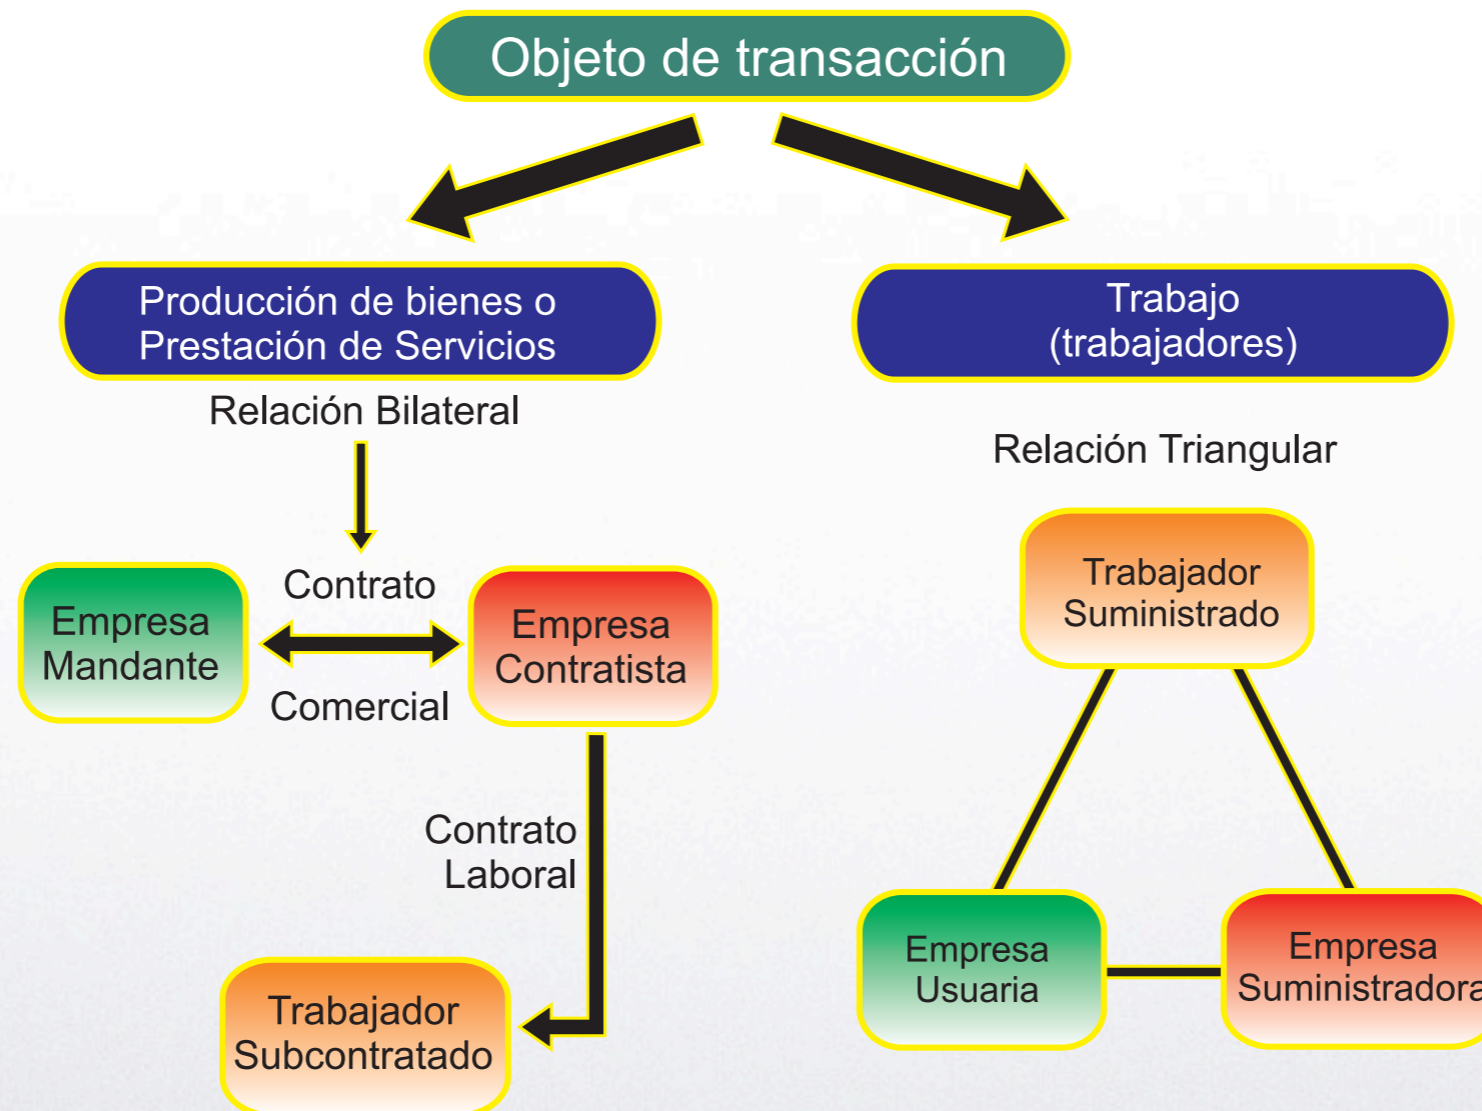 Objeto de transacción
Producción de bienes o
Prestación de Servicios
Relación Bilateral
Empresa
Mandante
Contrato
Comercial
Empresa
Contratista
Contrato
Laboral
Trabajador
Subcontratado
Trabajo
(trabajadores)
Relación Triangular
Trabajador
Suministrado
Empresa
Usuaria
Empresa
Suministradora